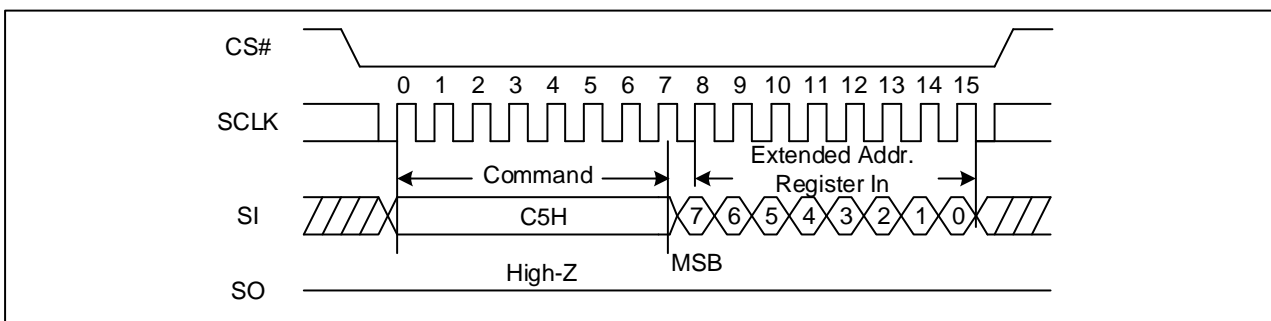 CS#
0 1 2 3 4 5 6 7 8 9 10 11 12 13 14 15
SCLK
Command
Extended Addr.
Register In
SI
C5H
7 6 5 4 3 2 1 0
MSB
High-Z
SO